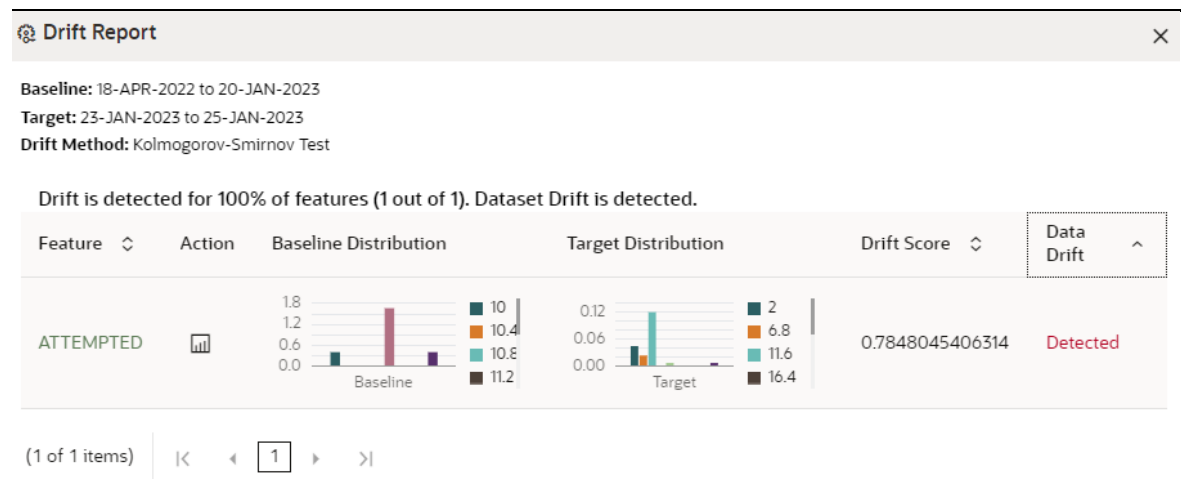 Drift Report
Baseline: 18-APR-2022 to 20-JAN-2023
Target: 23-JAN-2023 to 25-JAN-2023
Drift Method: Kolmogorov-Smirnov Test
Drift is detected for 100% of features (1 out of 1). Dataset Drift is detected.
Feature Action Baseline Distribution Target Distribution Drift Score Data Drift
ATTEMPTED
1.8
1.2
0.6
0.0
Baseline
10
10.4
10.8
11.2
0.12
0.06
0.00
Target
2
6.8
11.6
16.4
0.7848045406314
Detected
(1 of 1 items) 1